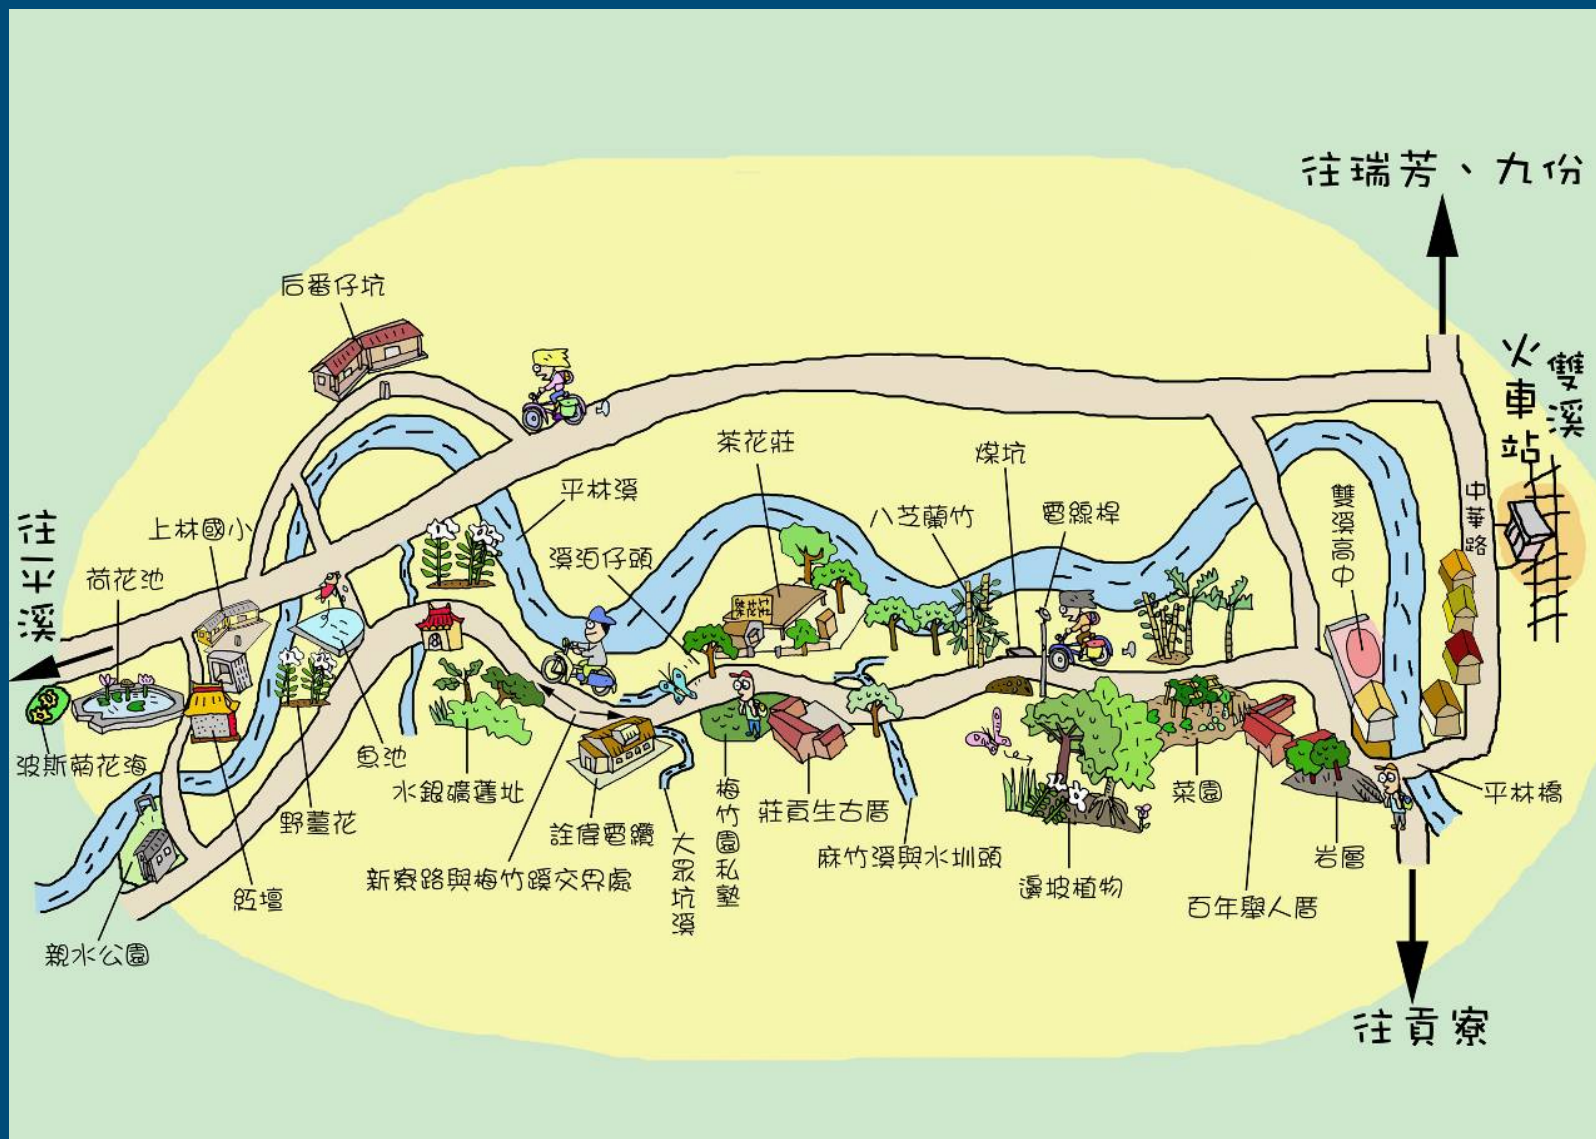 往瑞芳、九份
后番仔坑
雙溪
火車站
茶花莊
煤坑
平林溪
八芝蘭竹
電線桿
中華路
雙溪高中
往平溪
上林國小
溪泊仔頭
荷花池
茶花莊
波斯菊花海
魚池
水銀礦舊址
野薑花
詮偉電纜
大眾坑溪
梅竹園私塾
莊貢生古厝
麻竹溪與水圳頭
菜園
平林橋
岩層
新寮路與梅竹蹊交界處
邊坡植物
百年舉人厝
紅壇
親水公園
往貢寮